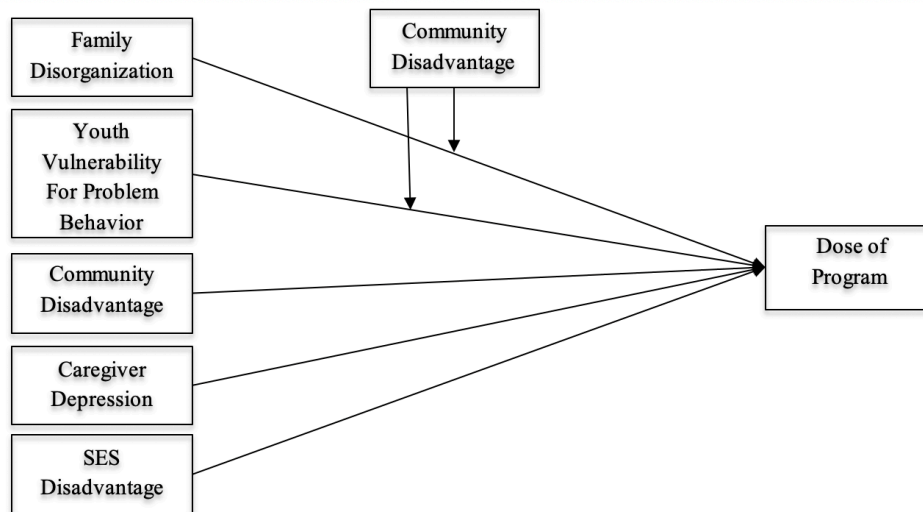 Family
Disorganization
Community
Disadvantage
Youth
Vulnerability
For Problem
Behavior
Community
Disadvantage
Caregiver
Depression
SES
Disadvantage
Dose of
Program